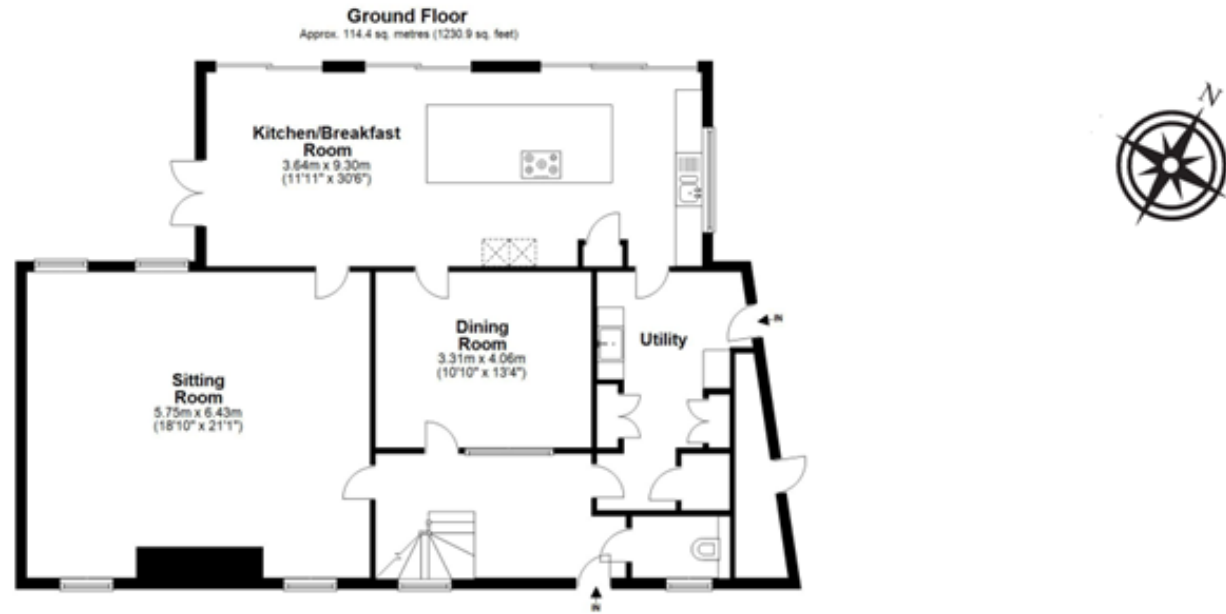 Ground Floor
Approx. 114.4 sq. metres (1230.9 sq. feet)
N
Kitchen/Breakfast
Room
3.64m x 9.30m
(11'11" x 30'6")
IN
Dining
Room
3.31m x 4.06m
(10'10" x 13'4")
Utility
Sitting
Room
5.75m x 6.43m
(18'10" x 21'1")
IN